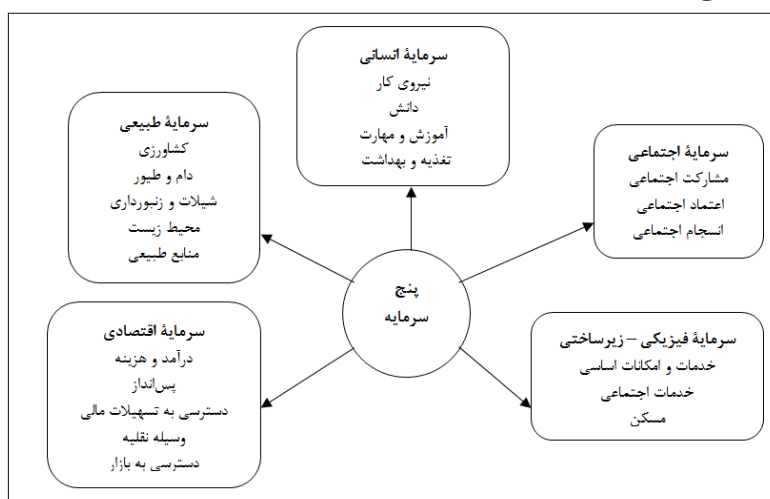 سرمایهٔ انسانی
نیروی کار
دانش
آموزش و مهارت
تغذیه و بهداشت
سرمایهٔ اجتماعی
مشارکت اجتماعی
اعتماد اجتماعی
انسجام اجتماعی
سرمایهٔ طبیعی
کشاورزی
دام و طیور
شیلات و زنبورداری
محیط زیست
منابع طبیعی
پنج
سرمایه
سرمایهٔ فیزیکی – زیرساختی
خدمات و امکانات اساسی
خدمات اجتماعی
مسکن
سرمایهٔ اقتصادی
درآمد و هزینه
پس‌انداز
دسترسی به تسهیلات مالی
وسیله نقلیه
دسترسی به بازار